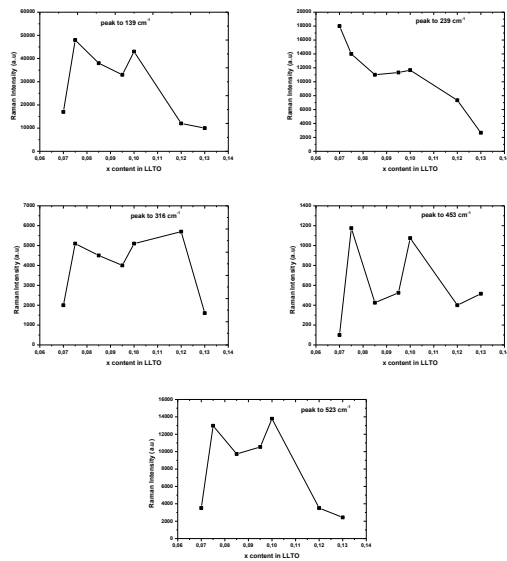 peak to 139 cm⁻¹
Raman Intensity (a.u)
60000
50000
40000
30000
20000
10000
0
0,06 0,07 0,08 0,09 0,10 0,11 0,12 0,13 0,14
x content in LLTO
peak to 239 cm⁻¹
Raman Intensity (a.u)
20000
18000
16000
14000
12000
10000
8000
6000
4000
2000
0
0,06 0,07 0,08 0,09 0,10 0,11 0,12 0,13 0,14
x content in LLTO
peak to 316 cm⁻¹
Raman Intensity (a.u)
7000
6000
5000
4000
3000
2000
1000
0
0,06 0,07 0,08 0,09 0,10 0,11 0,12 0,13 0,14
x content in LLTO
peak to 453 cm⁻¹
Raman Intensity (a.u)
1400
1200
1000
800
600
400
200
0
0,06 0,07 0,08 0,09 0,10 0,11 0,12 0,13 0,14
x content in LLTO
peak to 523 cm⁻¹
Raman Intensity (a.u)
16000
14000
12000
10000
8000
6000
4000
2000
0
0,06 0,07 0,08 0,09 0,10 0,11 0,12 0,13 0,14
x content in LLTO